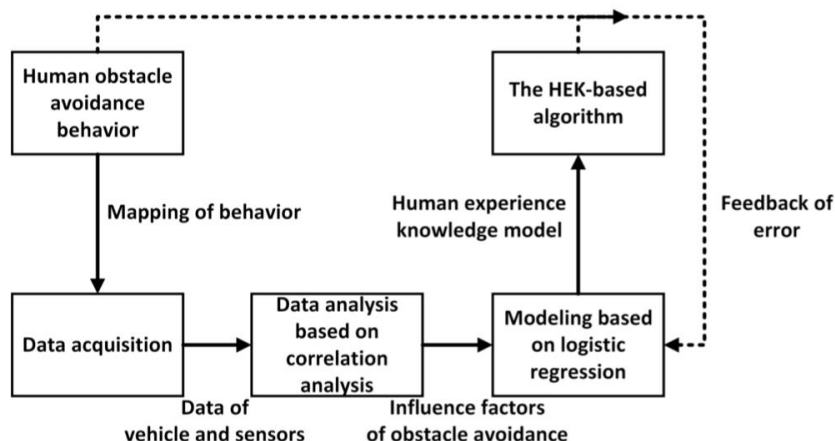 Human obstacle
avoidance
behavior
The HEK-based
algorithm
Mapping of behavior
Human experience
knowledge model
Feedback of
error
Data acquisition
Data analysis
based on
correlation
analysis
Modeling based
on logistic
regression
Data of
vehicle and sensors
Influence factors
of obstacle avoidance